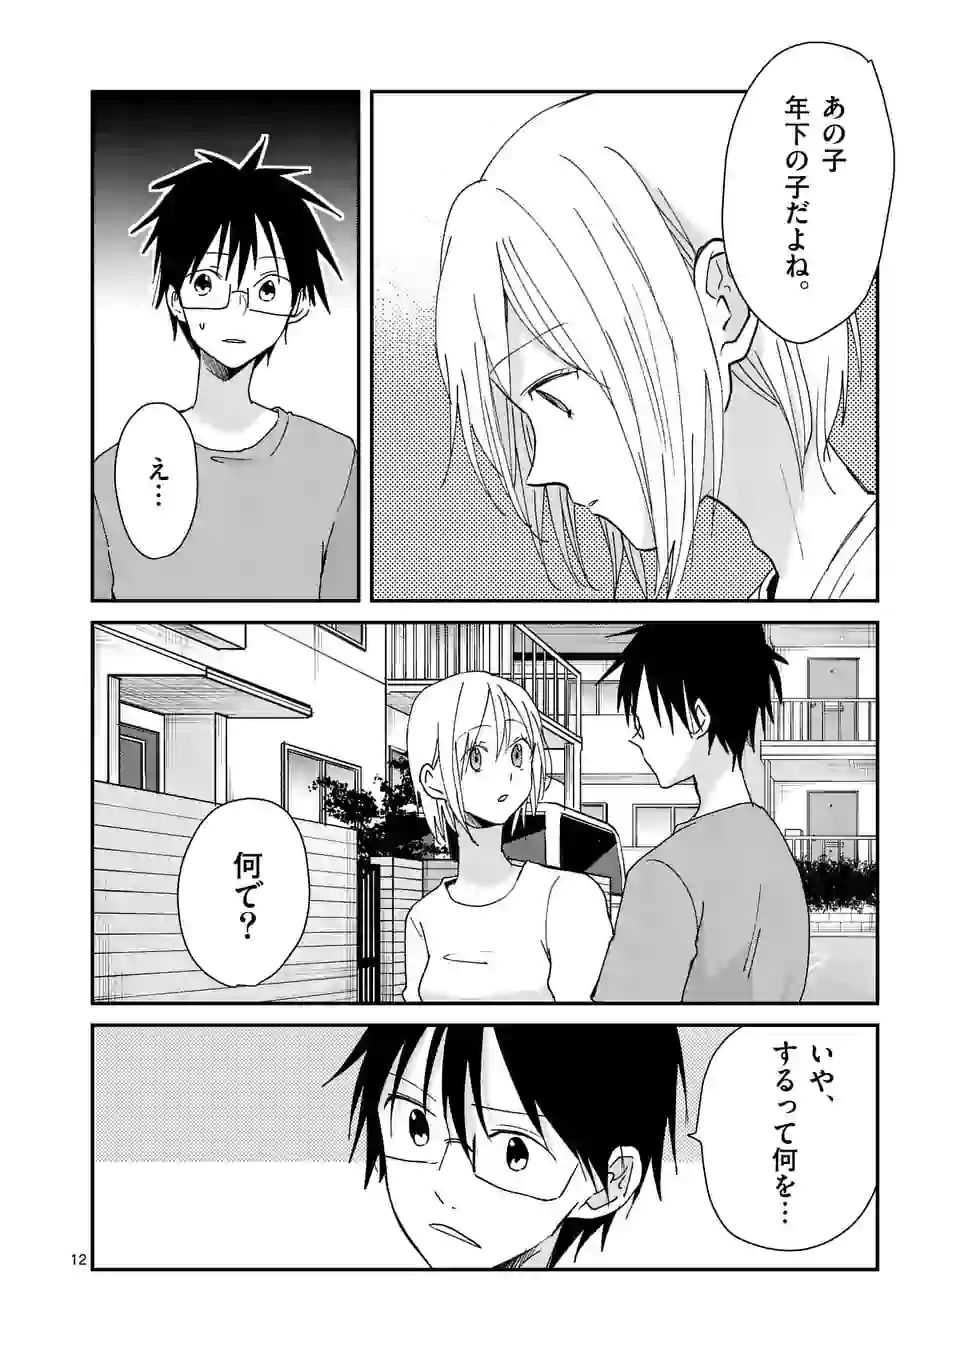 あの子
年下の子だよね。
え…
何で?
いや、
するって何を…
12